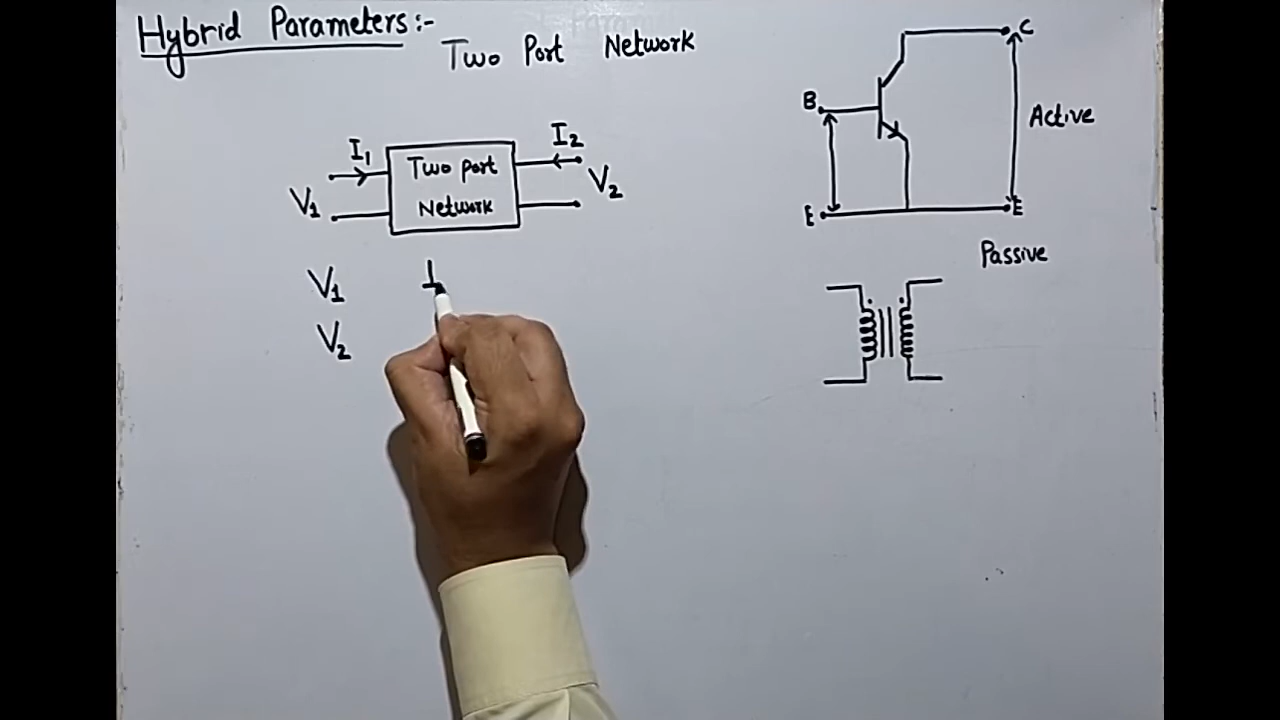 Hybrid Parameters:-
Two Port Network
I1
I2
Two port
Network
V1
V2
V1 I
V2
B
C
E
E
Active
Passive